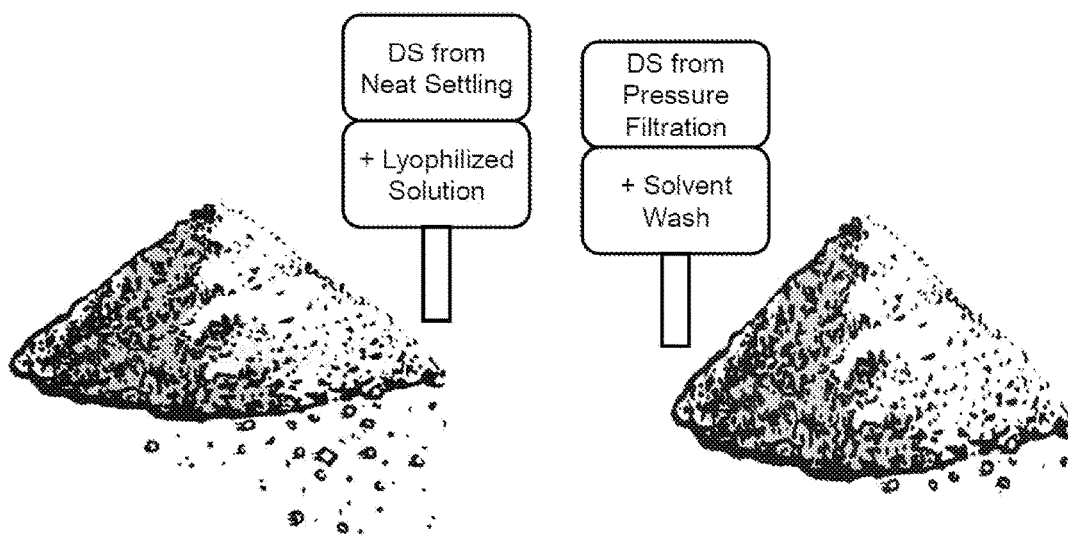 DS from
Neat Settling
+ Lyophilized
Solution
DS from
Pressure
Filtration
+ Solvent
Wash